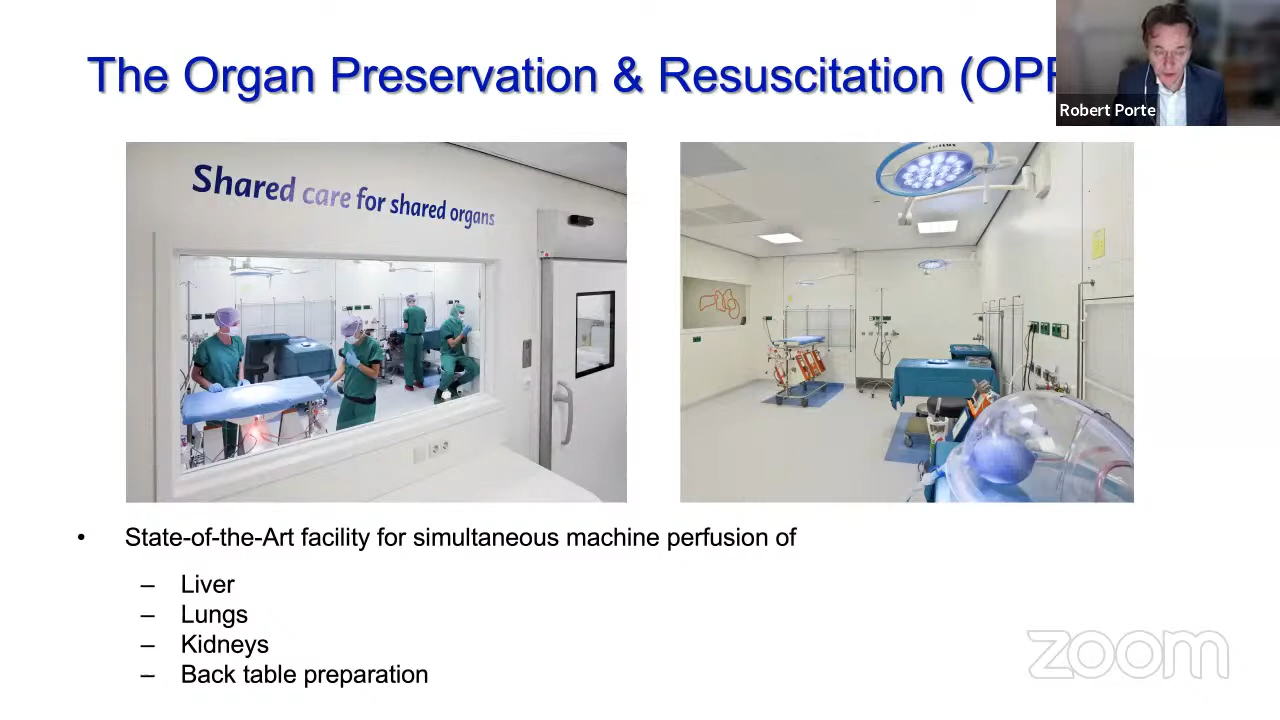 The Organ Preservation & Resuscitation (OPR
Robert Porte
Shared care for shared organs
• State-of-the-Art facility for simultaneous machine perfusion of
– Liver
– Lungs
– Kidneys
– Back table preparation
zoom